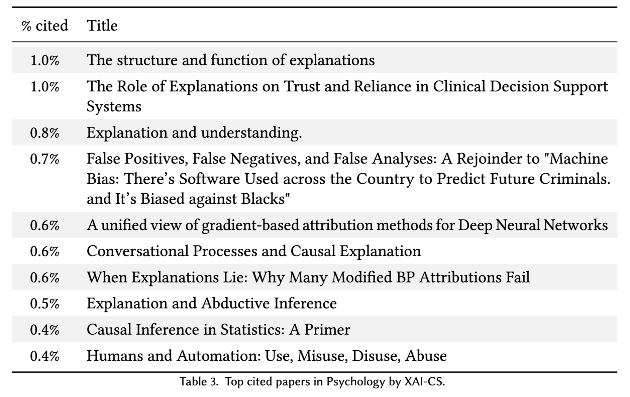 % cited Title
1.0% The structure and function of explanations
1.0% The Role of Explanations on Trust and Reliance in Clinical Decision Support
Systems
0.8% Explanation and understanding.
0.7% False Positives, False Negatives, and False Analyses: A Rejoinder to "Machine
Bias: There's Software Used across the Country to Predict Future Criminals.
and It's Biased against Blacks"
0.6% A unified view of gradient-based attribution methods for Deep Neural Networks
0.6% Conversational Processes and Causal Explanation
0.6% When Explanations Lie: Why Many Modified BP Attributions Fail
0.5% Explanation and Abductive Inference
0.4% Causal Inference in Statistics: A Primer
0.4% Humans and Automation: Use, Misuse, Disuse, Abuse
Table 3. Top cited papers in Psychology by XAI-CS.